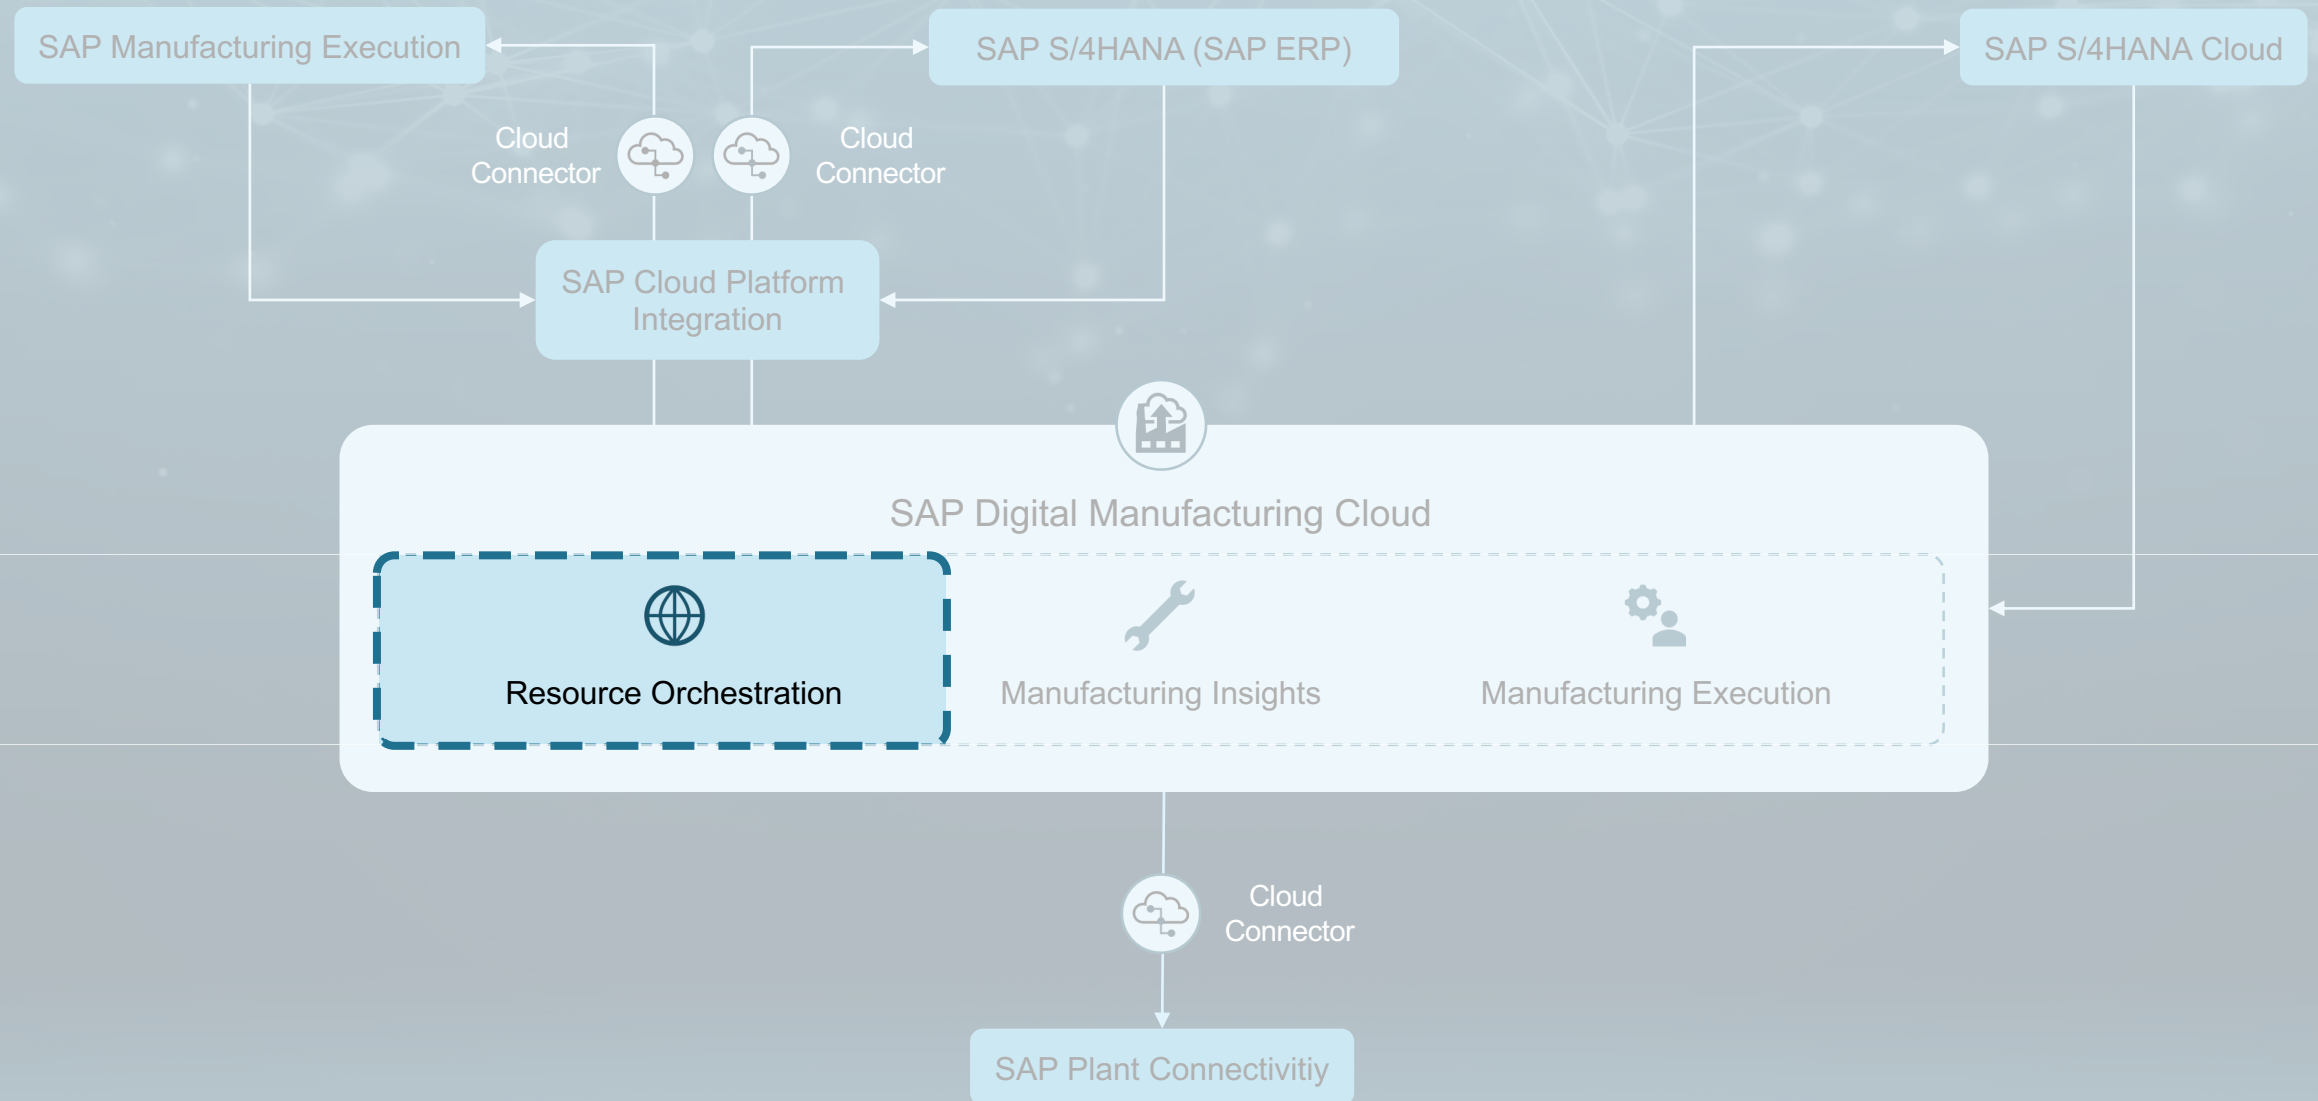 SAP Manufacturing Execution
SAP S/4HANA (SAP ERP)
SAP S/4HANA Cloud
Cloud
Connector
Cloud
Connector
SAP Cloud Platform
Integration
SAP Digital Manufacturing Cloud
Resource Orchestration
Manufacturing Insights
Manufacturing Execution
Cloud
Connector
SAP Plant Connectivitiy